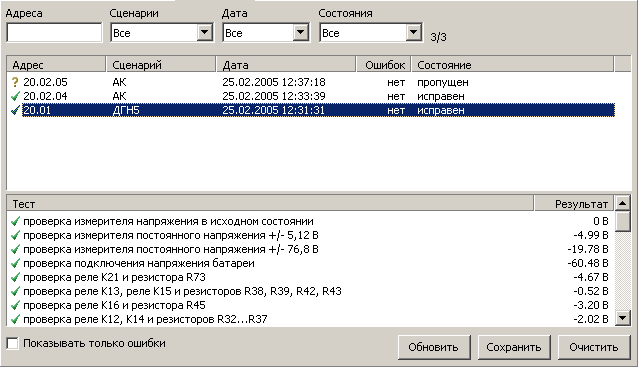 Адреса Сценарии Дата Состояния
Все Все Все 3/3
Адрес Сценарий Дата Ошибок Состояние
? 20.02.05 АК 25.02.2005 12:37:18 нет пропущен
20.02.04 АК 25.02.2005 12:33:39 нет исправен
20.01 ДГН5 25.02.2005 12:31:31 нет исправен
Тест Результат
проверка измерителя напряжения в исходном состоянии 0 В
проверка измерителя постоянного напряжения +/- 5,12 В -4.99 В
проверка измерителя постоянного напряжения +/- 76,8 В -19.78 В
проверка подключения напряжения батареи -60.48 В
проверка реле K21 и резистора R73 -4.67 В
проверка реле K13, реле K15 и резисторов R38, R39, R42, R43 -0.52 В
проверка реле K16 и резистора R45 -3.20 В
проверка реле K12, K14 и резисторов R32...R37 -2.02 В
Показывать только ошибки Обновить Сохранить Очистить